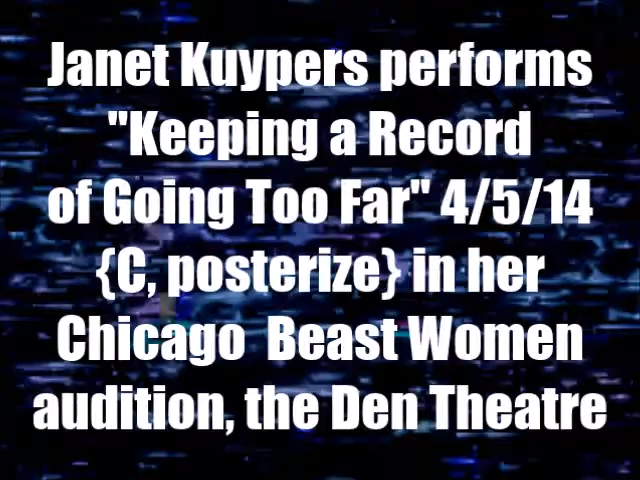 Janet Kuypers performs
"Keeping a Record
of Going Too Far" 4/5/14
{C, posterize} in her
Chicago  Beast Women
audition, the Den Theatre